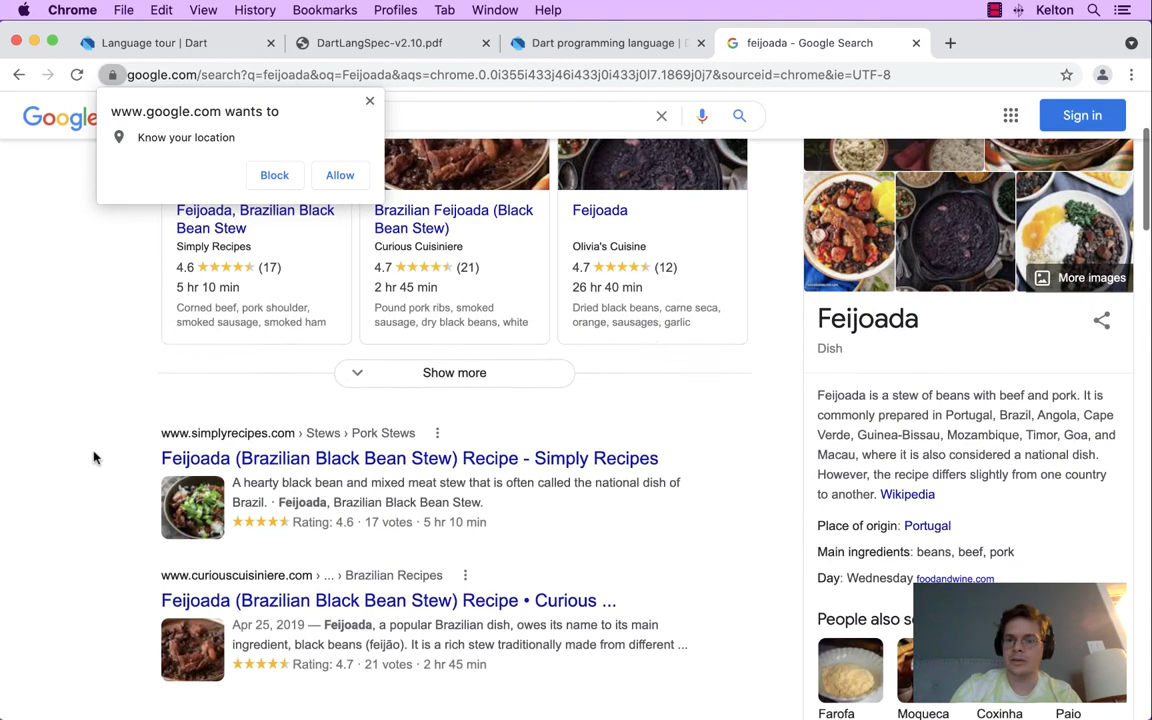 Chrome File Edit View History Bookmarks Profiles Tab Window Help Kelton
Language tour | Dart
DartLangSpec-v2.10.pdf
Dart programming language |
feijoada - Google Search
google.com/search?q=feijoada&oq=Feijoada&aqs=chrome.0.0i355i433j46i433j0i433j0l7.1869j0j7&sourceid=chrome&ie=UTF-8
Google
Sign in
www.google.com wants to
Know your location
Block
Allow
Feijoada, Brazilian Black
Bean Stew
Simply Recipes
4.6 (17)
5 hr 10 min
Corned beef, pork shoulder,
smoked sausage, smoked ham
Brazilian Feijoada (Black
Bean Stew)
Curious Cuisiniere
4.7 (21)
2 hr 45 min
Pound pork ribs, smoked
sausage, dry black beans, white
Feijoada
Olivia's Cuisine
4.7 (12)
26 hr 40 min
Dried black beans, carne seca,
orange, sausages, garlic
Show more
www.simplyrecipes.com › Stews › Pork Stews
Feijoada (Brazilian Black Bean Stew) Recipe - Simply Recipes
A hearty black bean and mixed meat stew that is often called the national dish of
Brazil. · Feijoada, Brazilian Black Bean Stew.
Rating: 4.6 · 17 votes · 5 hr 10 min
www.curiouscuisiniere.com › ... › Brazilian Recipes
Feijoada (Brazilian Black Bean Stew) Recipe • Curious ...
Apr 25, 2019 — Feijoada, a popular Brazilian dish, owes its name to its main
ingredient, black beans (feijão). It is a rich stew traditionally made from different ...
Rating: 4.7 · 21 votes · 2 hr 45 min
More images
Feijoada
Dish
Feijoada is a stew of beans with beef and pork. It is
commonly prepared in Portugal, Brazil, Angola, Cape
Verde, Guinea-Bissau, Mozambique, Timor, Goa, and
Macau, where it is also considered a national dish.
However, the recipe differs slightly from one country
to another. Wikipedia
Place of origin: Portugal
Main ingredients: beans, beef, pork
Day: Wednesday foodandwine.com
People also
Farofa
Moqueca
Coxinha
Paio